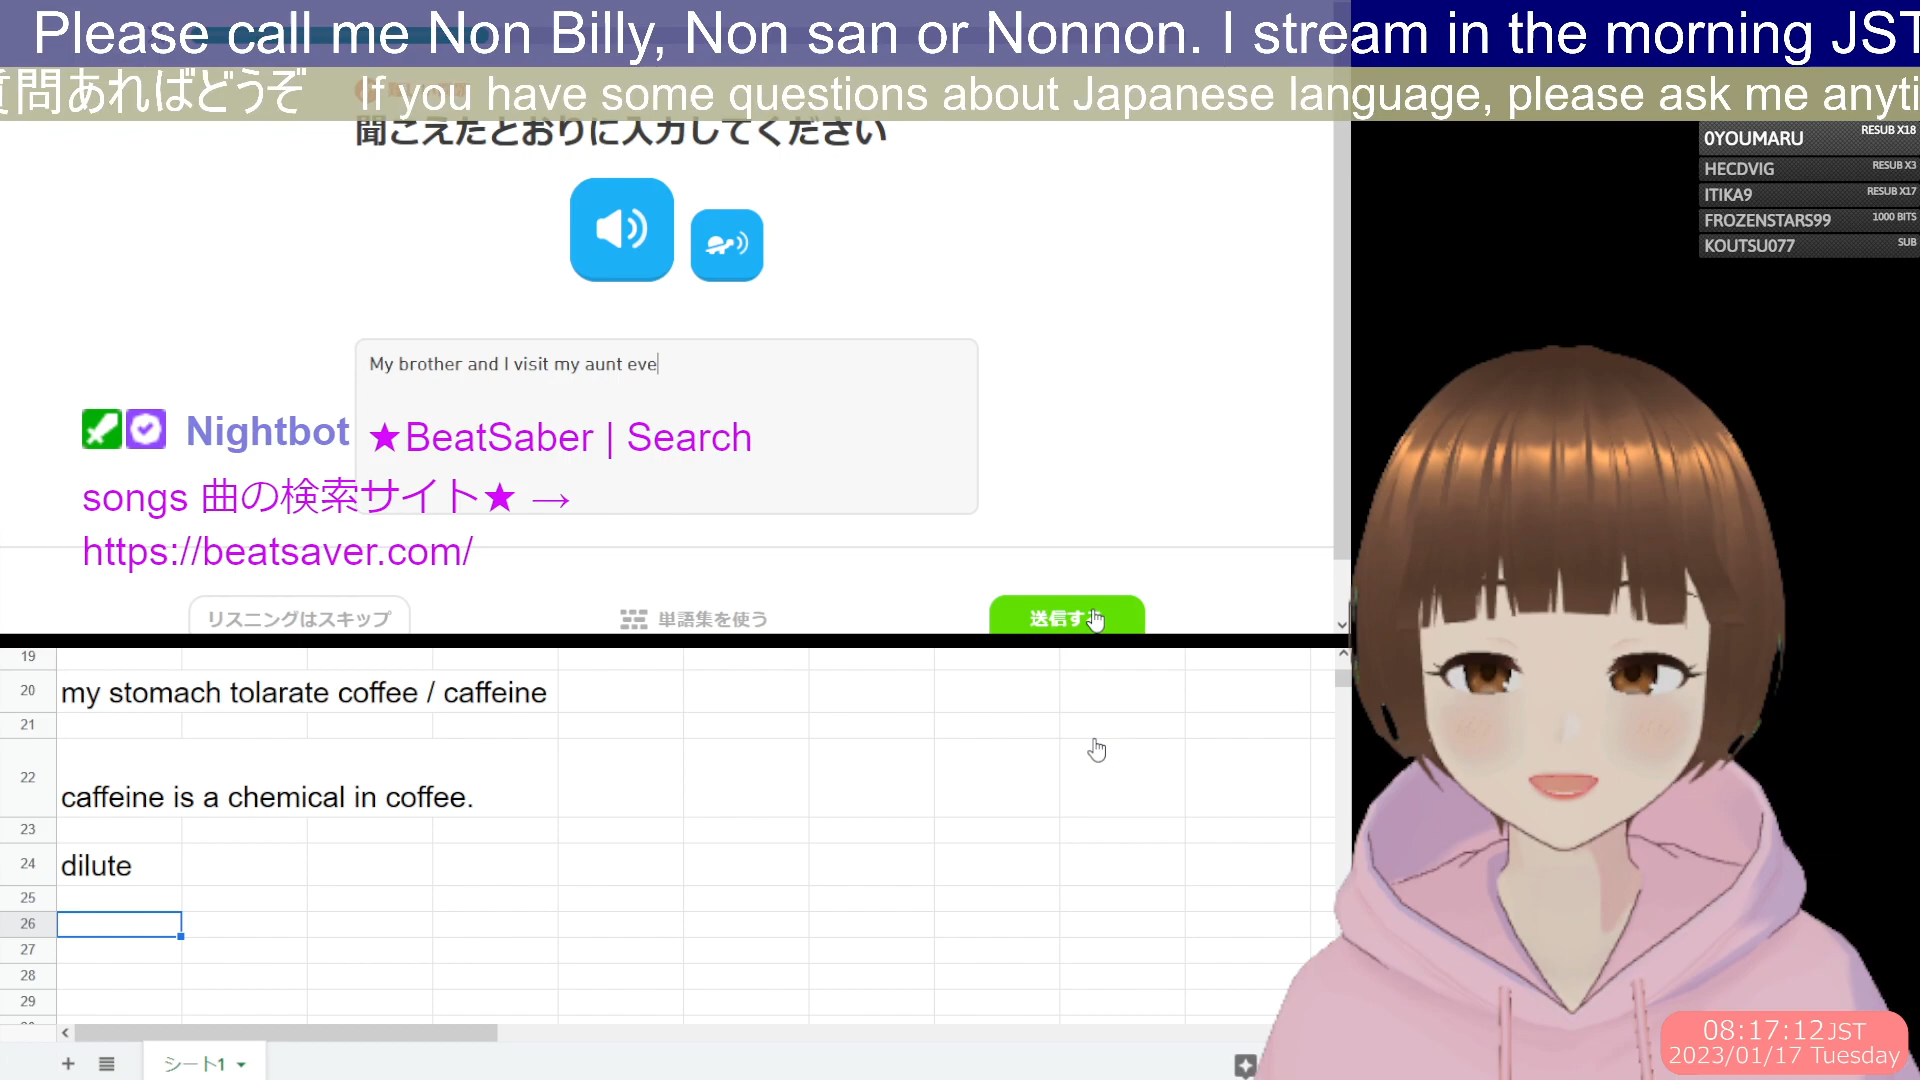 Please call me Non Billy, Non san or Nonnon. I stream in the morning JST
問あればどうぞ If you have some questions about Japanese language, please ask me anyti
聞こえたとおりに入力してください
0YOUMARU RESUB X18
HECDVIG RESUB X3
ITIKA9 RESUB X17
FROZENSTARS99 1000 BITS
KOUTSU077 SUB
My brother and I visit my aunt eve
Nightbot ★BeatSaber | Search
songs 曲の検索サイト★ →
https://beatsaver.com/
リスニングはスキップ 単語集を使う 送信す
19
20 my stomach tolarate coffee / caffeine
21
22 caffeine is a chemical in coffee.
23
24 dilute
25
26
27
28
29
シート1
08:17:12JST
2023/01/17 Tuesday